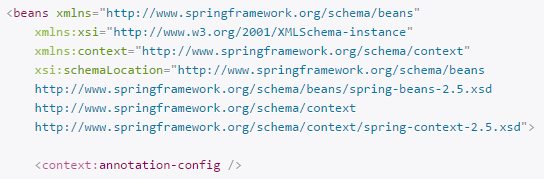 <beans xmlns="http://www.springframework.org/schema/beans"
xmlns:xsi="http://www.w3.org/2001/XMLSchema-instance"
xmlns:context="http://www.springframework.org/schema/context"
xsi:schemaLocation="http://www.springframework.org/schema/beans
http://www.springframework.org/schema/beans/spring-beans-2.5.xsd
http://www.springframework.org/schema/context
http://www.springframework.org/schema/context/spring-context-2.5.xsd">
<context:annotation-config />